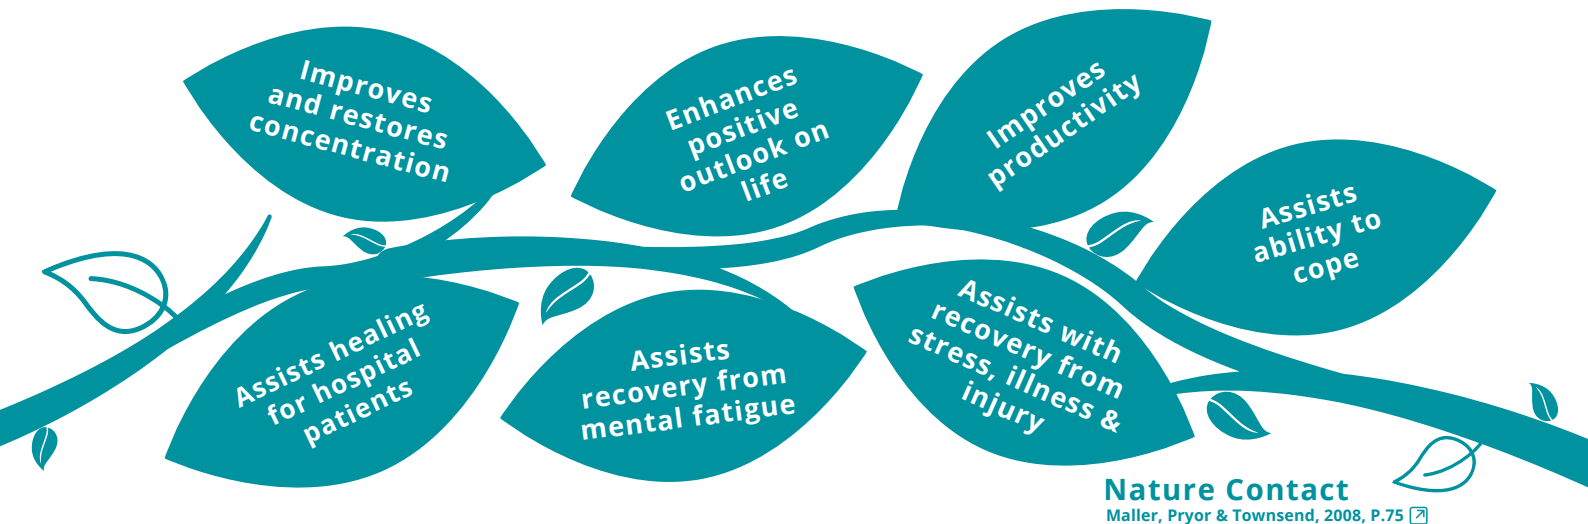 Improves
and restores
concentration
Enhances
positive
outlook on
life
Improves
productivity
Assists
ability to
cope
Assists healing
for hospital
patients
Assists
recovery from
mental fatigue
Assists with
recovery from
stress, illness &
injury
Nature Contact
Maller, Pryor & Townsend, 2008, P.75